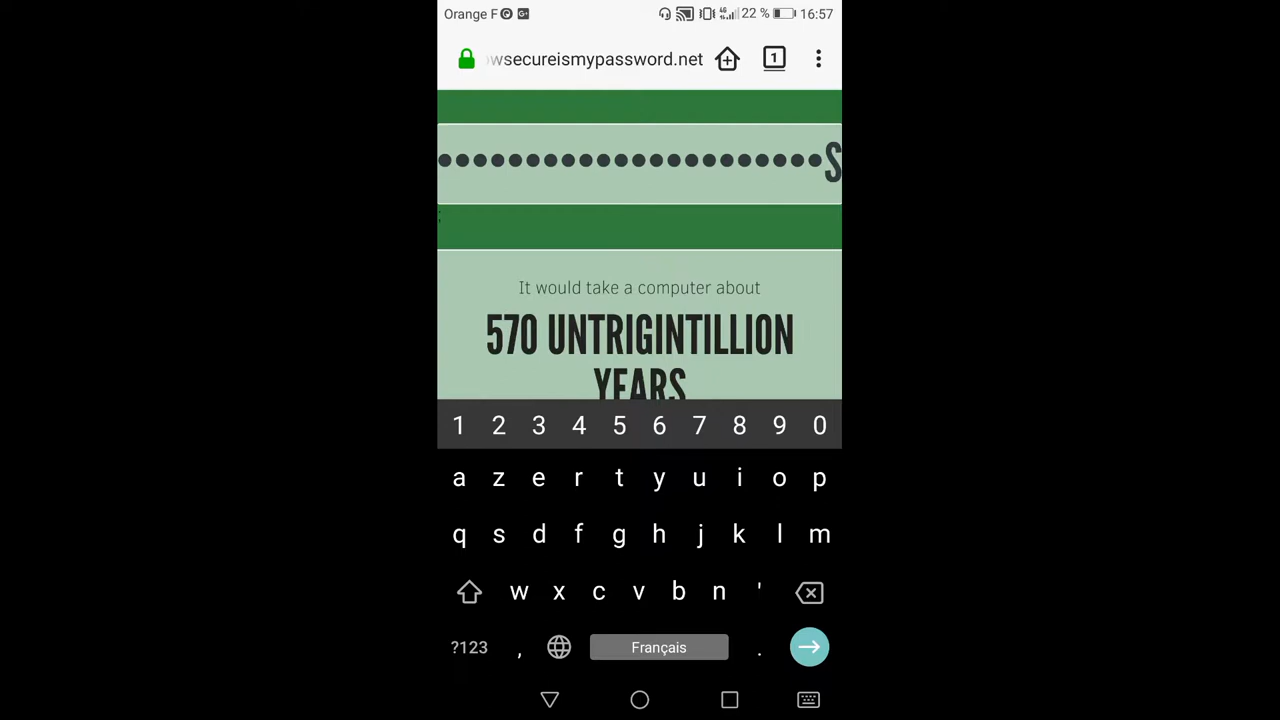 Orange F 4G 22 % 16:57
wsecureismypassword.net 1
S
It would take a computer about
570 UNTRIGINTILLION
YEARS
1 2 3 4 5 6 7 8 9 0
a z e r t y u i o p
q s d f g h j k l m
w x c v b n '
?123 , Français .